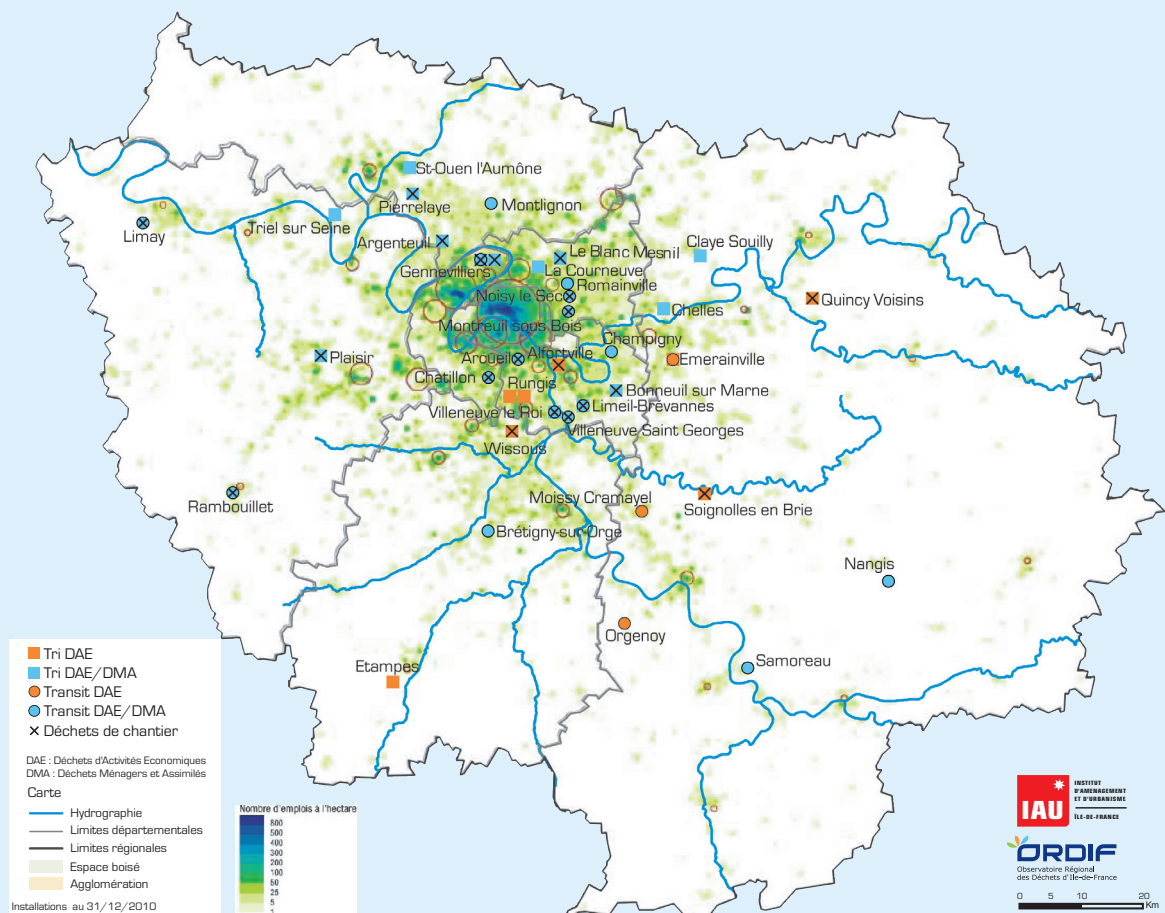 St-Ouen l'Aumône
Pierrelaye
Montlignon
Limay
Triel sur Seine
Argenteuil
Le Blanc Mesnil
Claye Souilly
Gennevilliers
La Courneuve
Romainville
Noisy le Sec
Quincy Voisins
Chelles
Montreuil sous Bois
Champigny
Plaisir
Arcueil
Alfortville
Emerainville
Chatillon
Rungis
Bonneuil sur Marne
Villeneuve le Roi
Limeil-Brévannes
Villeneuve Saint Georges
Wissous
Rambouillet
Moissy Cramayel
Soignolles en Brie
Brétigny-sur-Orge
Nangis
Orgenoy
Etampes
Samoreau
Tri DAE
Tri DAE/DMA
Transit DAE
Transit DAE/DMA
Déchets de chantier
DAE : Déchets d'Activités Economiques
DMA : Déchets Ménagers et Assimilés
Carte
Hydrographie
Limites départementales
Limites régionales
Espace boisé
Agglomération
Installations au 31/12/2010
Nombre d'emplois à l'hectare
800
500
400
300
200
100
50
25
5
1
IAU
INSTITUT
D'AMENAGEMENT
ET D'URBANISME
ÎLE-DE-FRANCE
ORDIF
Observatoire Régional
des Déchets d'Ile-de-France
0 5 10 20
Km